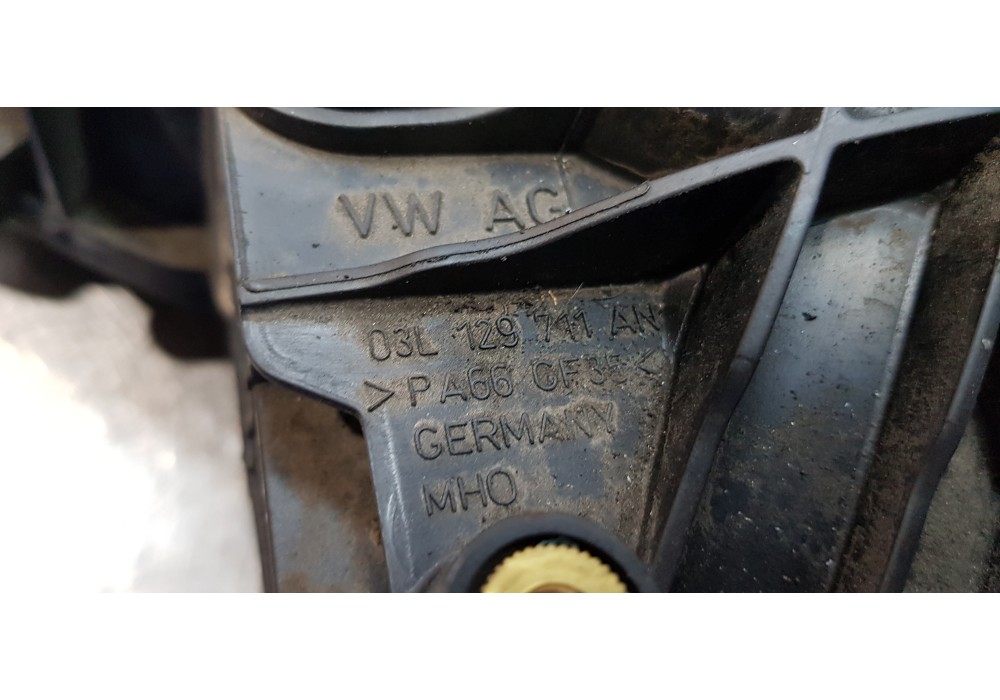 VW AG
03L 129 711 AN
>PA66 GF35<
GERMANY
MHO